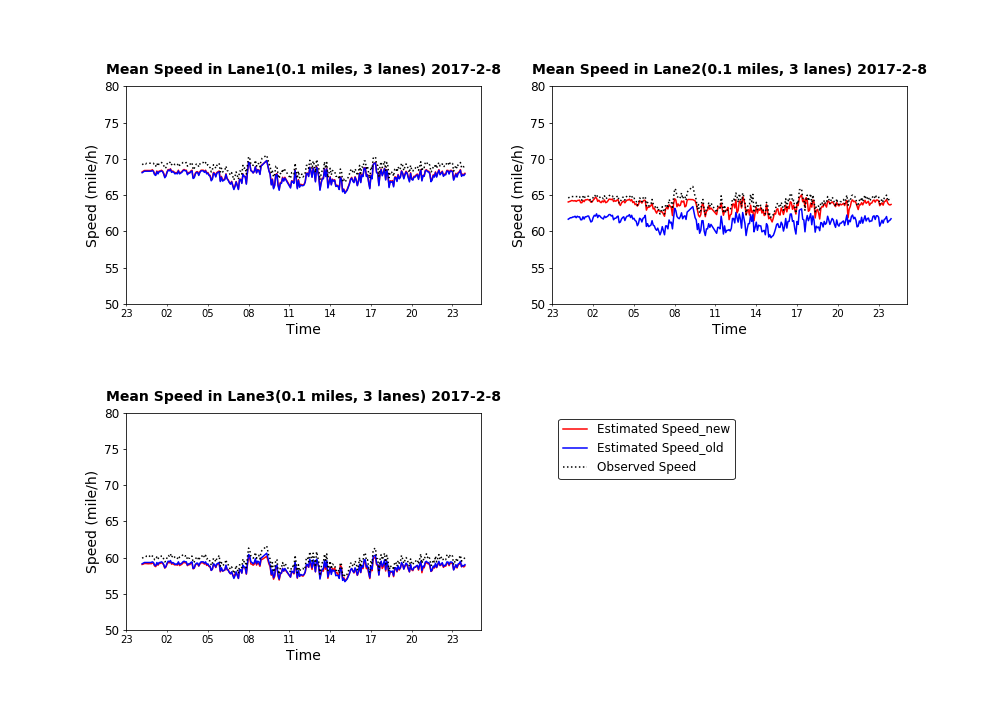 Mean Speed in Lane1(0.1 miles, 3 lanes) 2017-2-8
80
75
70
65
60
55
50
Speed (mile/h)
23 02 05 08 11 14 17 20 23
Time
Mean Speed in Lane2(0.1 miles, 3 lanes) 2017-2-8
80
75
70
65
60
55
50
Speed (mile/h)
23 02 05 08 11 14 17 20 23
Time
Mean Speed in Lane3(0.1 miles, 3 lanes) 2017-2-8
80
75
70
65
60
55
50
Speed (mile/h)
23 02 05 08 11 14 17 20 23
Time
Estimated Speed_new
Estimated Speed_old
Observed Speed